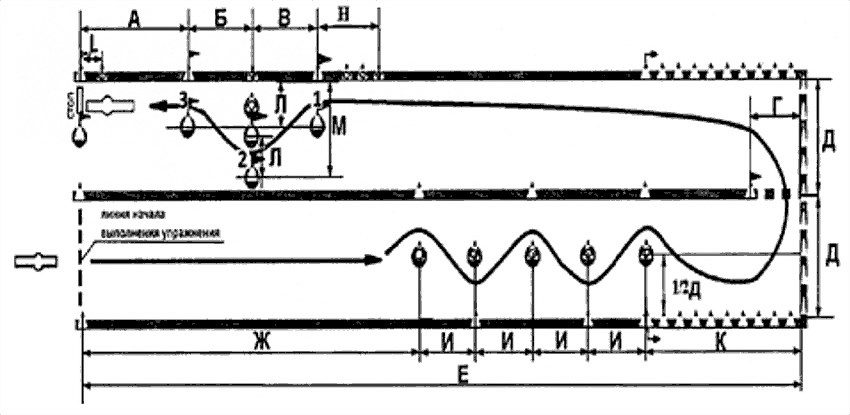 А Б В Н
L
3 Л 1 Г
М Д
2 Л
линия начала
выполнения упражнения
Д
1/2Д
Ж И И И И К
Е